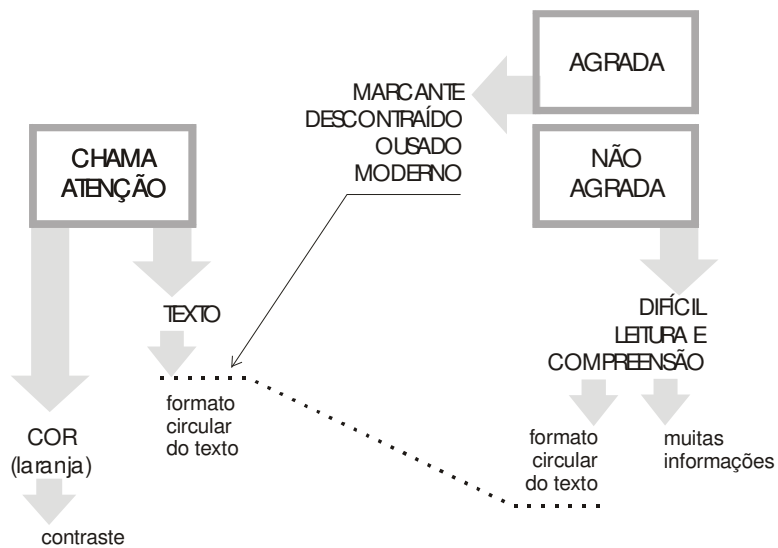 CHAMA
ATENÇÃO
TEXTO
formato
circular
do texto
COR
(laranja)
contraste
AGRADA
MARCANTE
DESCONTRAÍDO
OUSADO
MODERNO
NÃO
AGRADA
DIFÍCIL
LEITURA E
COMPREENSÃO
formato
circular
do texto
muitas
informações